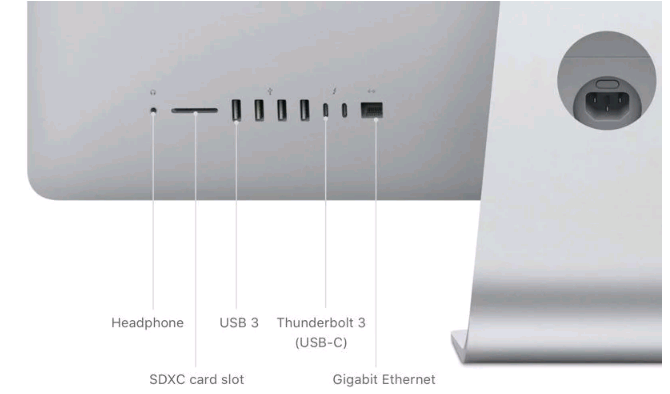 Headphone
USB 3
Thunderbolt 3
(USB-C)
SDXC card slot
Gigabit Ethernet